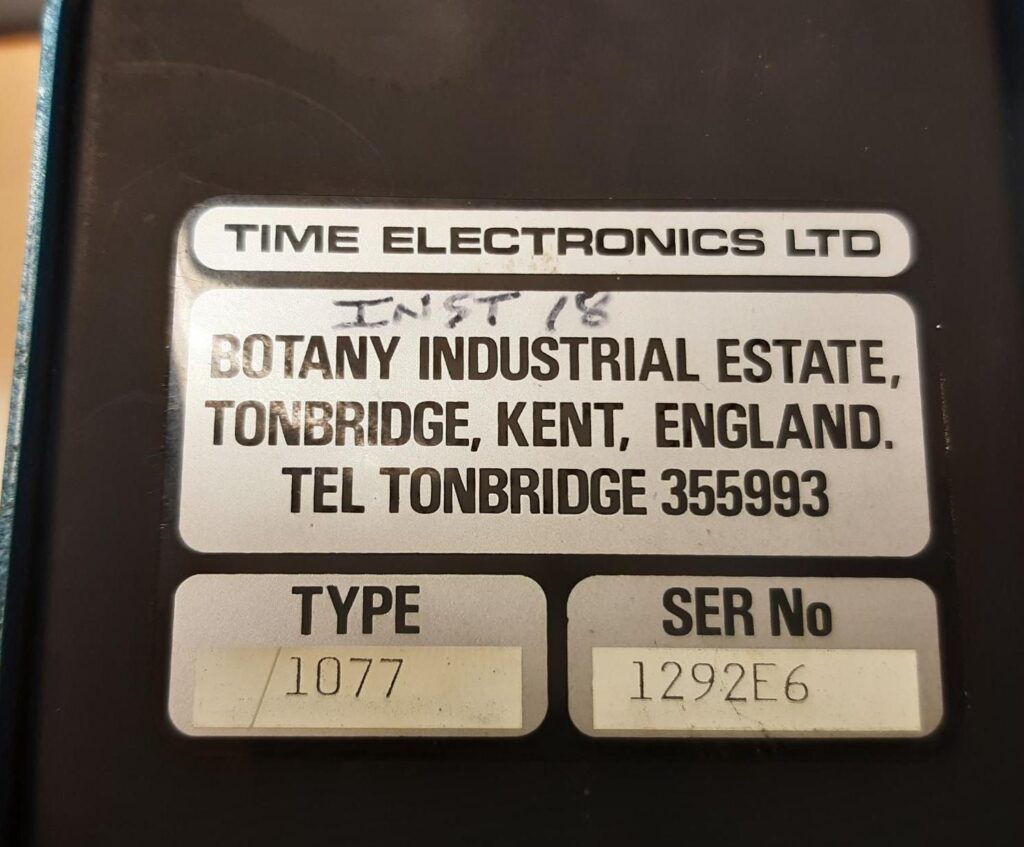 TIME ELECTRONICS LTD
INST 18
BOTANY INDUSTRIAL ESTATE,
TONBRIDGE, KENT, ENGLAND.
TEL TONBRIDGE 355993
TYPE
1077
SER No
1292E6